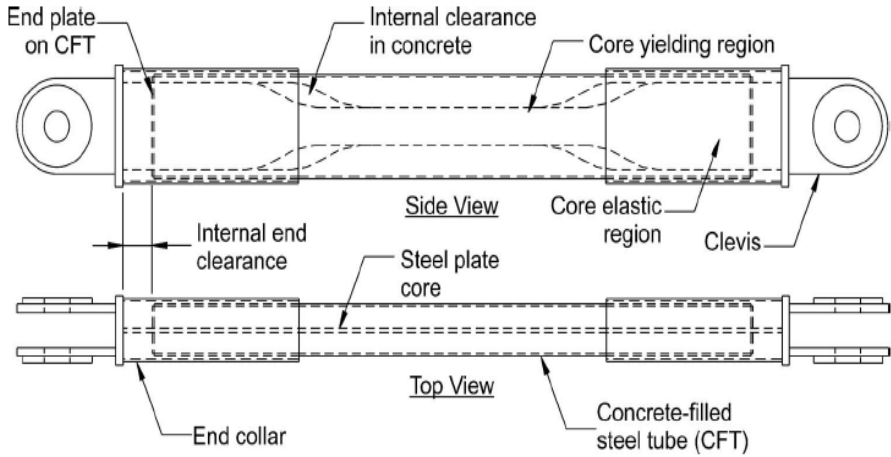 End plate
on CFT
Internal clearance
in concrete
Core yielding region
Side View
Core elastic
region
Clevis
Internal end
clearance
Steel plate
core
Top View
End collar
Concrete-filled
steel tube (CFT)